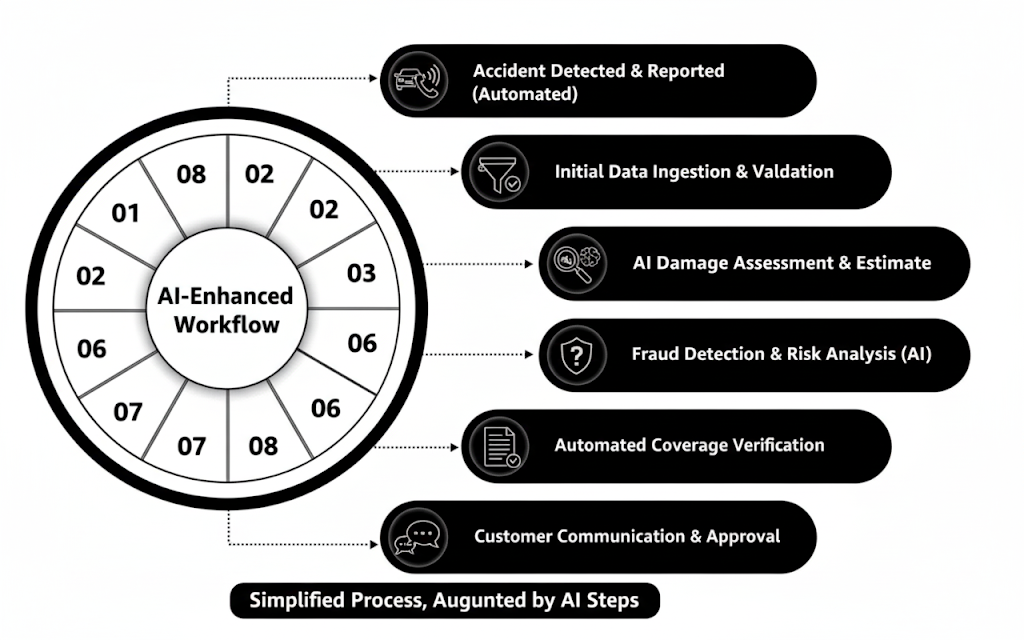 Accident Detected & Reported
(Automated)
08
02
01
02
Initial Data Ingestion & Valdation
02
03
AI Damage Assessment & Estimate
AI-Enhanced
Workflow
06
06
Fraud Detection & Risk Analysis (AI)
07
06
07
08
Automated Coverage Verification
Customer Communication & Approval
Simplified Process, Augunted by AI Steps